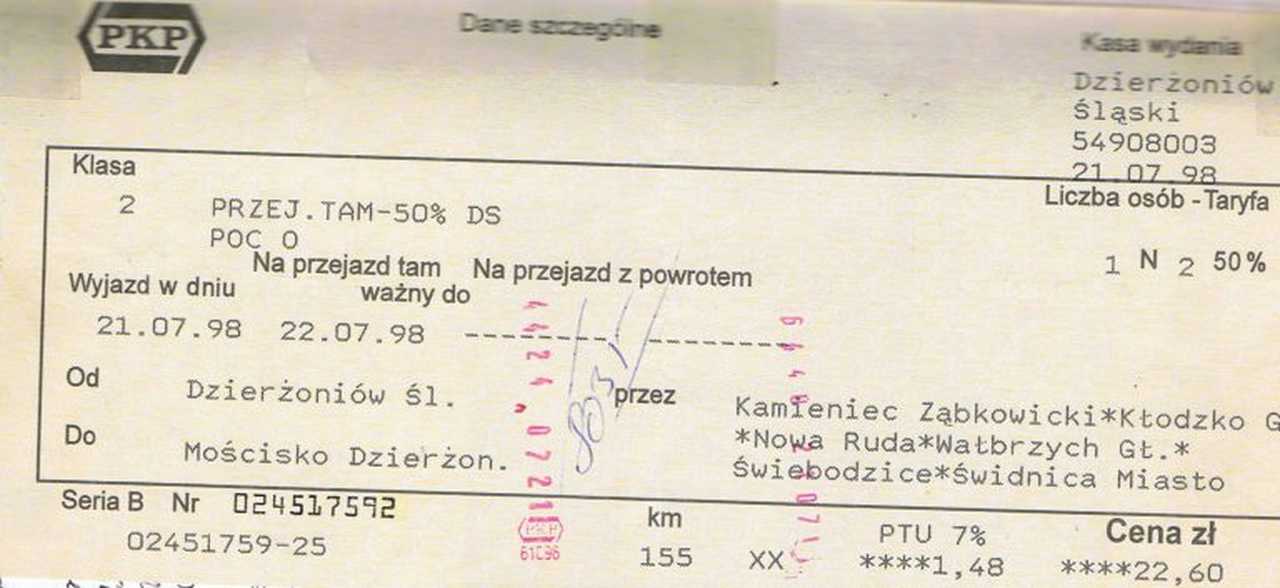 PKP
Dane szczególne
Kasa wydania
Dzierżoniów
Śląski
54908003
21.07.98
Klasa
Liczba osób - Taryfa
2 PRZEJ.TAM-50% DS
POC O
1 N 2 50%
Na przejazd tam Na przejazd z powrotem
Wyjazd w dniu ważny do
21.07.98 22.07.98 ----------------------
Od Dzierżoniów śl. przez Kamieniec Ząbkowicki*Kłodzko G
*Nowa Ruda*Wałbrzych Gł.*
Do Mościsko Dzierżon. Świebodzice*Świdnica Miasto
Seria B Nr 024517592
km PTU 7% Cena zł
02451759-25 155 XX ****1,48 ****22,60
PKP